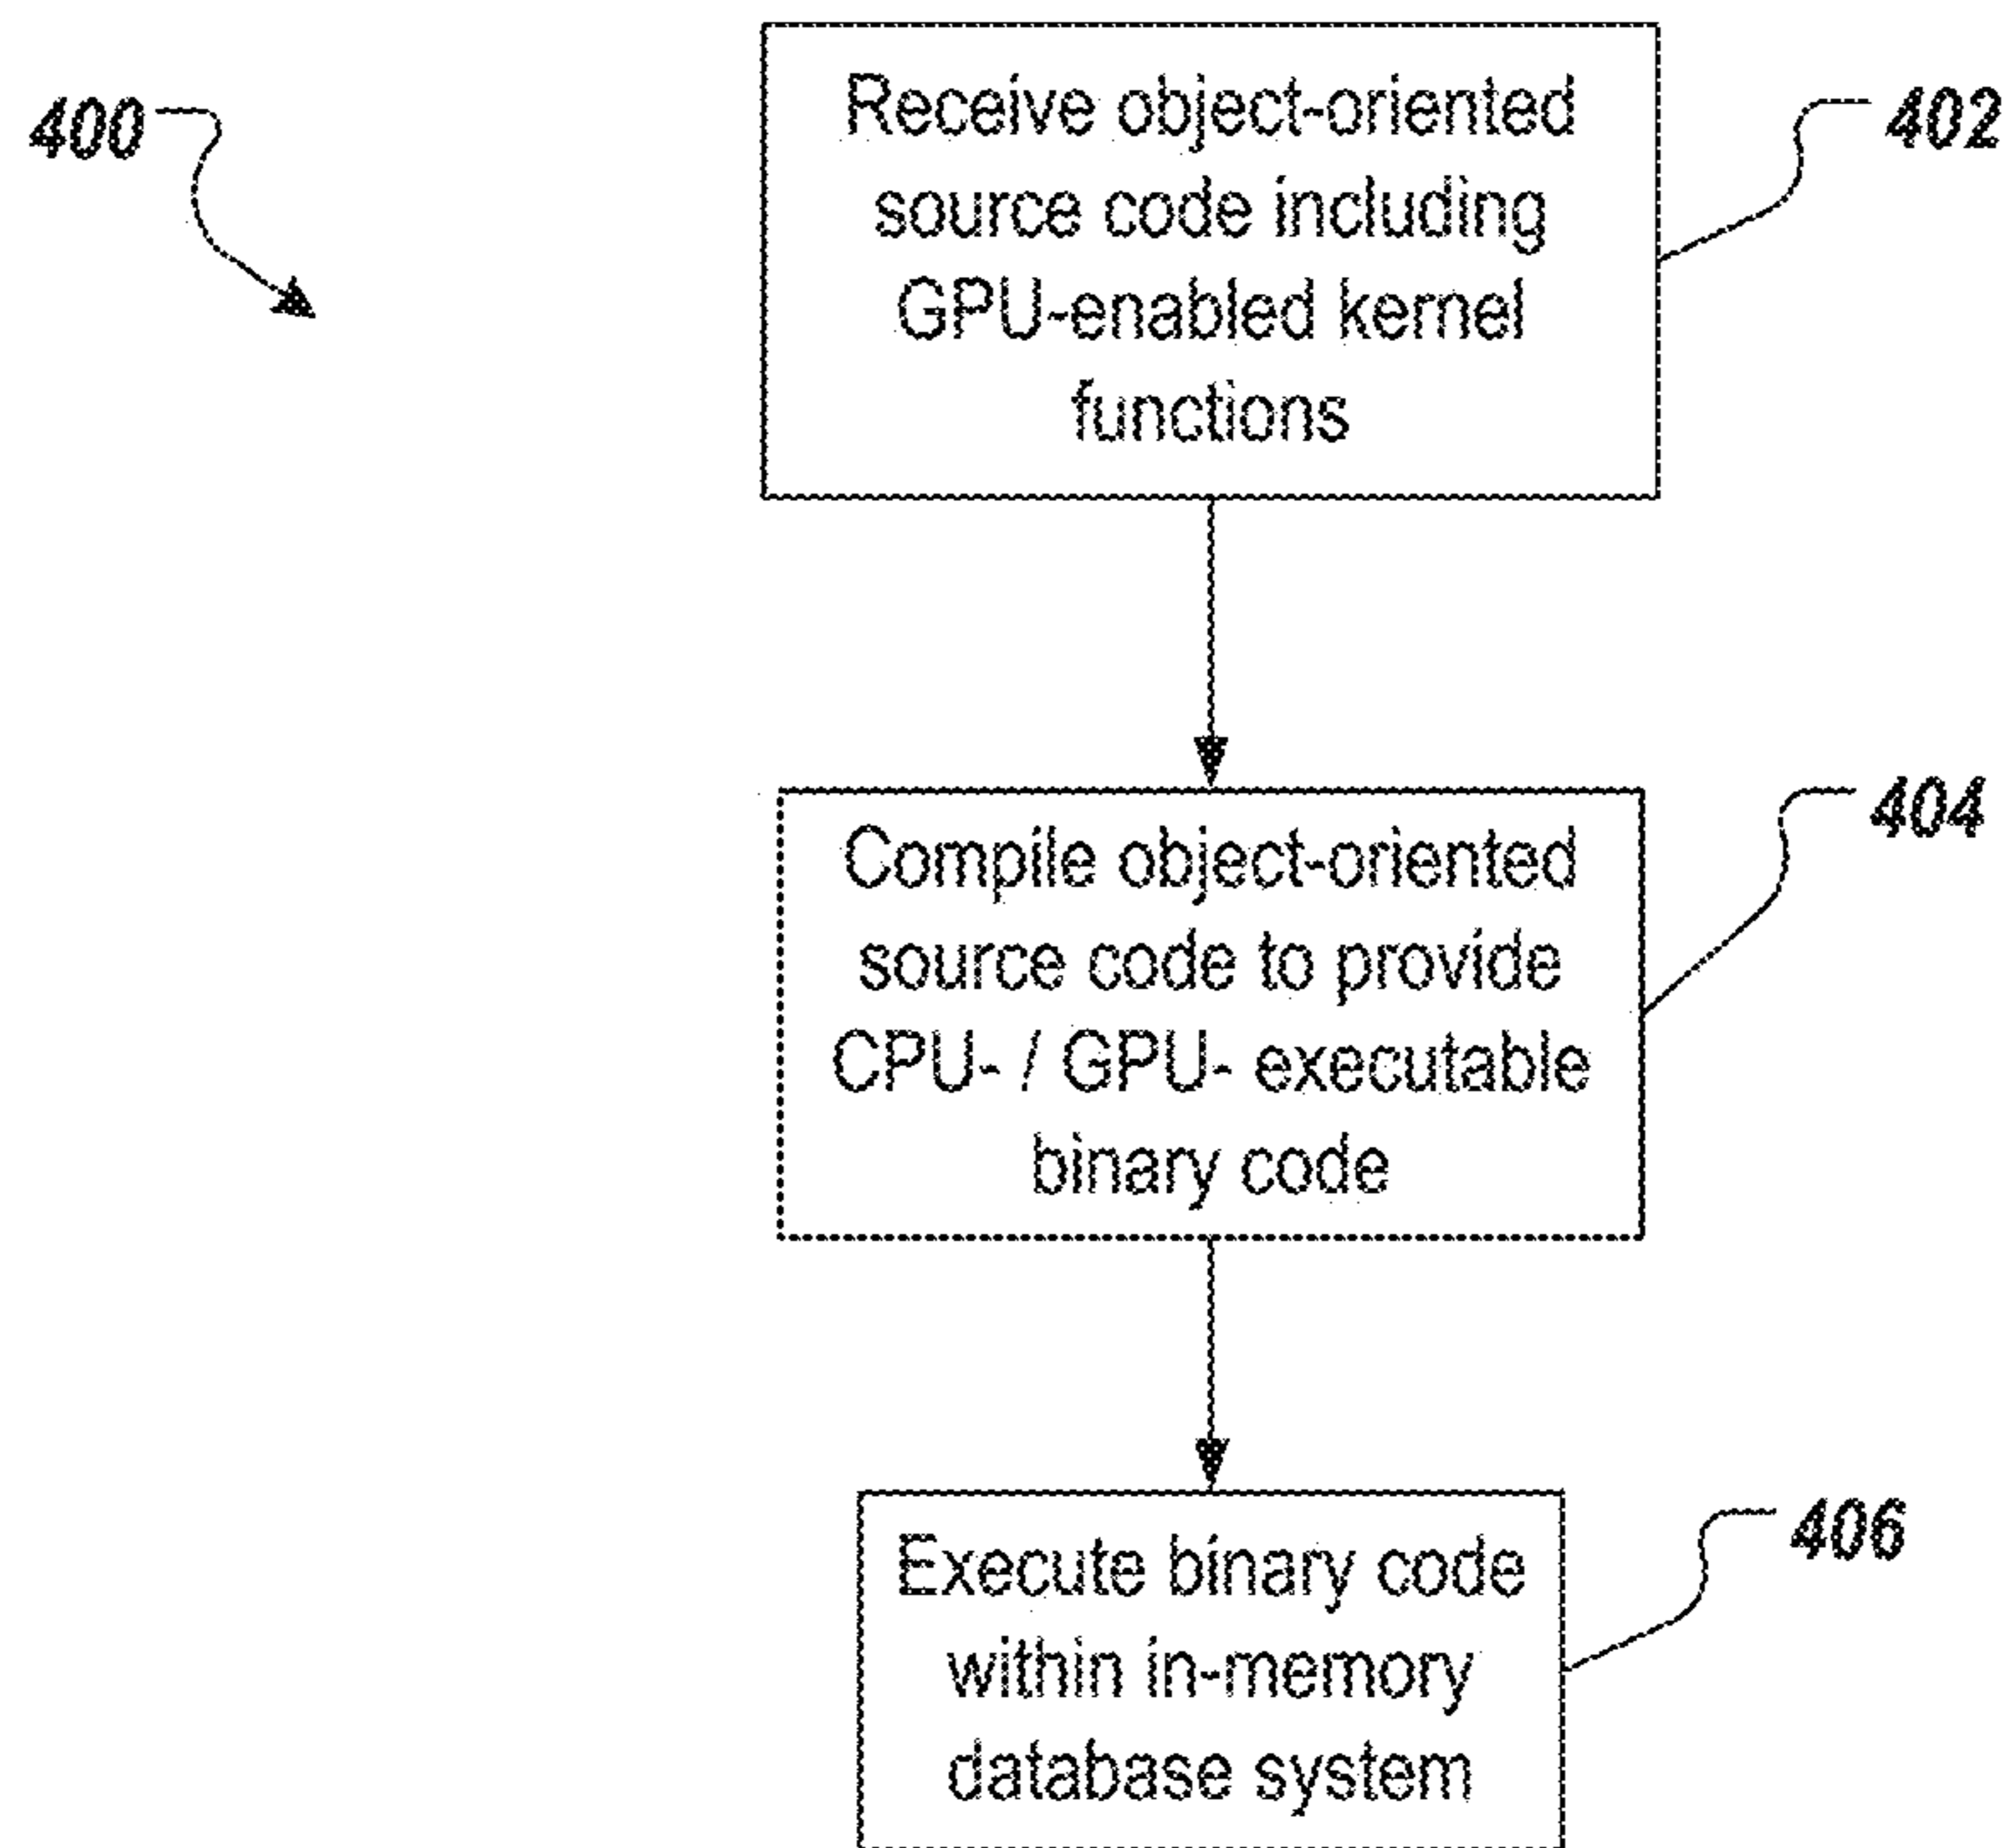 400
Receive object-oriented
source code including
GPU-enabled kernel
functions
402
Compile object-oriented
source code to provide
CPU- / GPU- executable
binary code
404
Execute binary code
within in-memory
database system
406